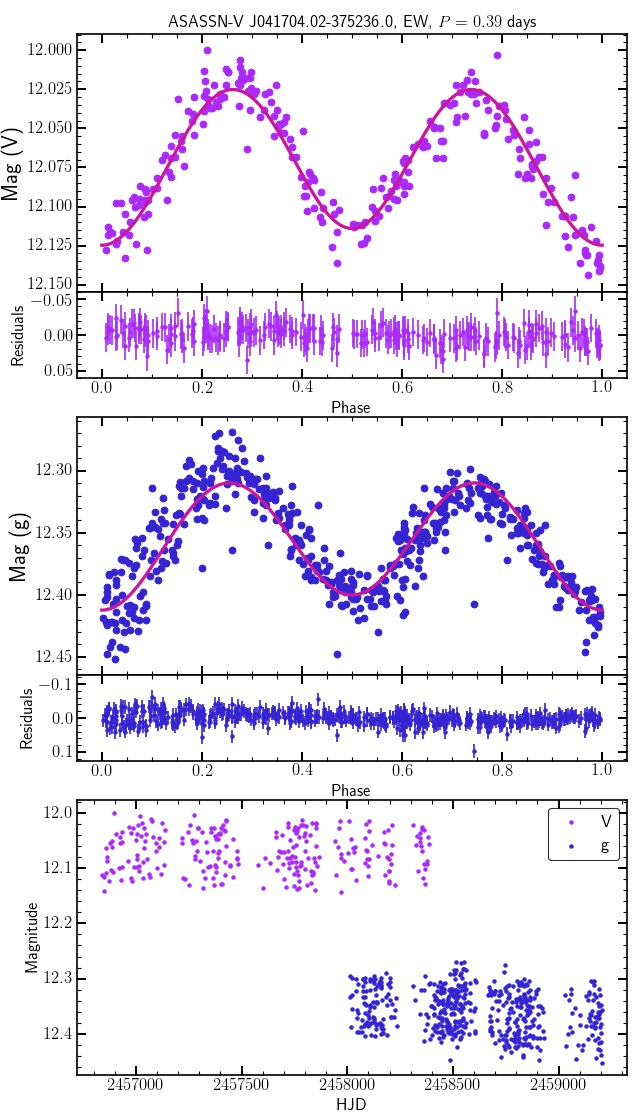 ASASSN-V J041704.02-375236.0, EW, P = 0.39 days
12.000
12.025
12.050
12.075
12.100
12.125
12.150
Mag (V)
−0.05
0.00
0.05
Residuals
0.0 0.2 0.4 0.6 0.8 1.0
Phase
12.30
12.35
12.40
12.45
Mag (g)
−0.1
0.0
0.1
Residuals
0.0 0.2 0.4 0.6 0.8 1.0
Phase
12.0
12.1
12.2
12.3
12.4
Magnitude
V
g
2457000 2457500 2458000 2458500 2459000
HJD